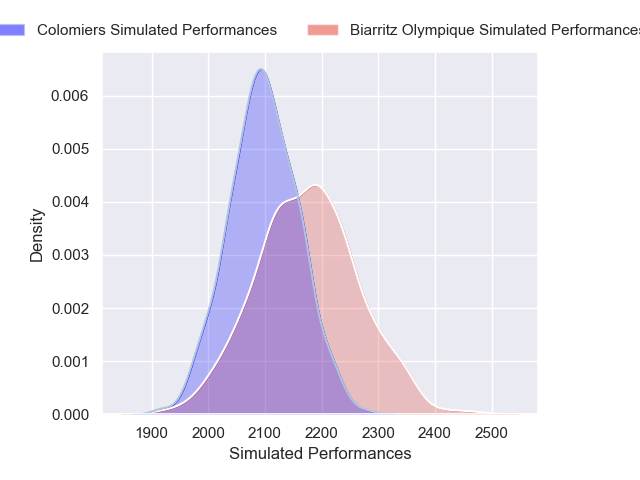 Colomiers Simulated Performances Biarritz Olympique Simulated Performances
0.006
0.005
0.004
0.003
0.002
0.001
0.000
Density
1900 2000 2100 2200 2300 2400 2500
Simulated Performances